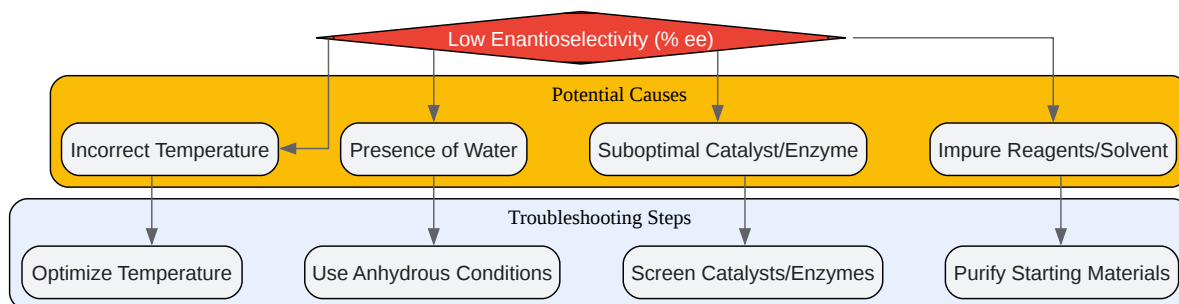 Low Enantioselectivity (% ee)
Potential Causes
Incorrect Temperature
Presence of Water
Suboptimal Catalyst/Enzyme
Impure Reagents/Solvent
Troubleshooting Steps
Optimize Temperature
Use Anhydrous Conditions
Screen Catalysts/Enzymes
Purify Starting Materials